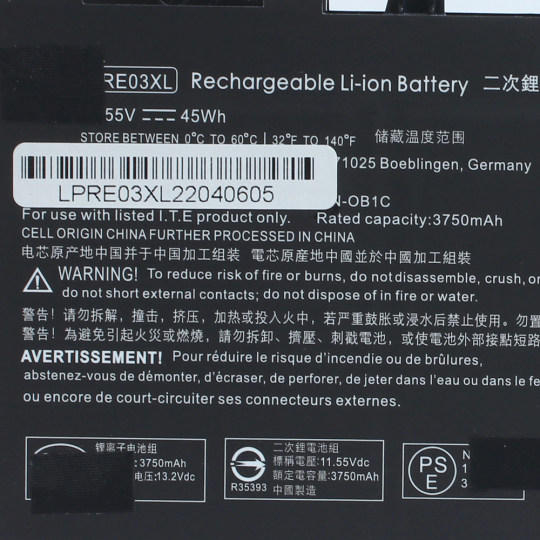 RE03XL Rechargeable Li-ion Battery 二次鋰
55V ⎓ 45Wh
STORE BETWEEN 0°C TO 60°C | 32°F TO 140°F 储藏温度范围
71025 Boeblingen, Germany
LPRE03XL22040605
N-OB1C
For use with listed I.T.E product only. Rated capacity:3750mAh
CELL ORIGIN CHINA FURTHER PROCESSED IN CHINA
电芯原产地中国并于中国加工组装 電芯原産地中國並於中國加工組裝
WARNING! To reduce risk of fire or burns, do not disassemble, crush, or
do not short external contacts; do not dispose of in fire or water.
警告! 请勿拆解，撞击，挤压，加热或投入火中，若严重鼓胀或浸水后禁止使用。勿置
警告! 為避免引起火災或燃燒，請勿拆卸、擠壓、刺戳電池，或使電池外部接點短路
AVERTISSEMENT! Pour réduire le risque d'incendie ou de brûlures,
abstenez-vous de démonter, d'écraser, de perforer, de jeter dans l'eau ou dans le fe
ou encore de court-circuiter ses connecteurs externes.
锂离子电池组
: 3750mAh
电压:13.2Vdc
二次鋰電池組
標稱電壓: 11.55Vdc
額定電容量:3750mAh
中國製造
R35393
PS
E
N
1
3